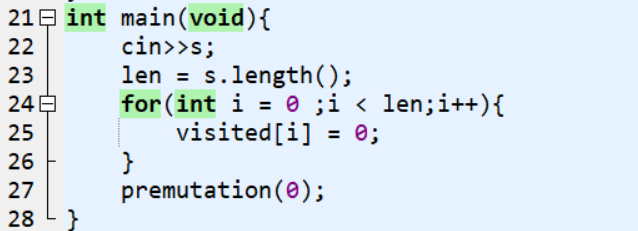 21 int main(void){
22 cin>>s;
23 len = s.length();
24 for(int i = 0 ;i < len;i++){
25 visited[i] = 0;
26 }
27 premutation(0);
28 }